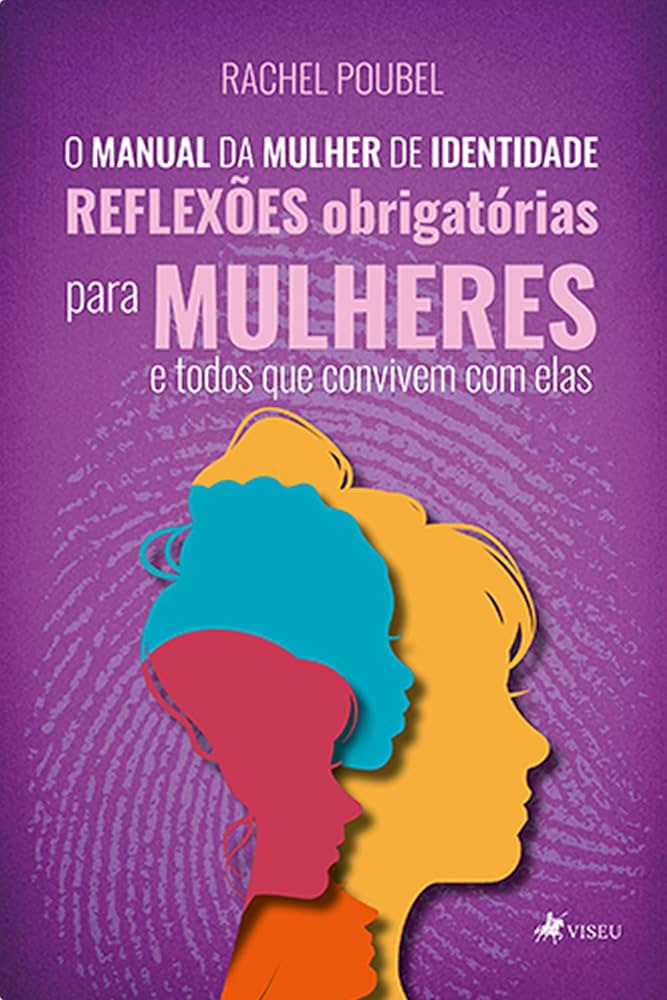 RACHEL POUBEL
O MANUAL DA MULHER DE IDENTIDADE
REFLEXÕES obrigatórias
para MULHERES
e todos que convivem com elas
VISEU